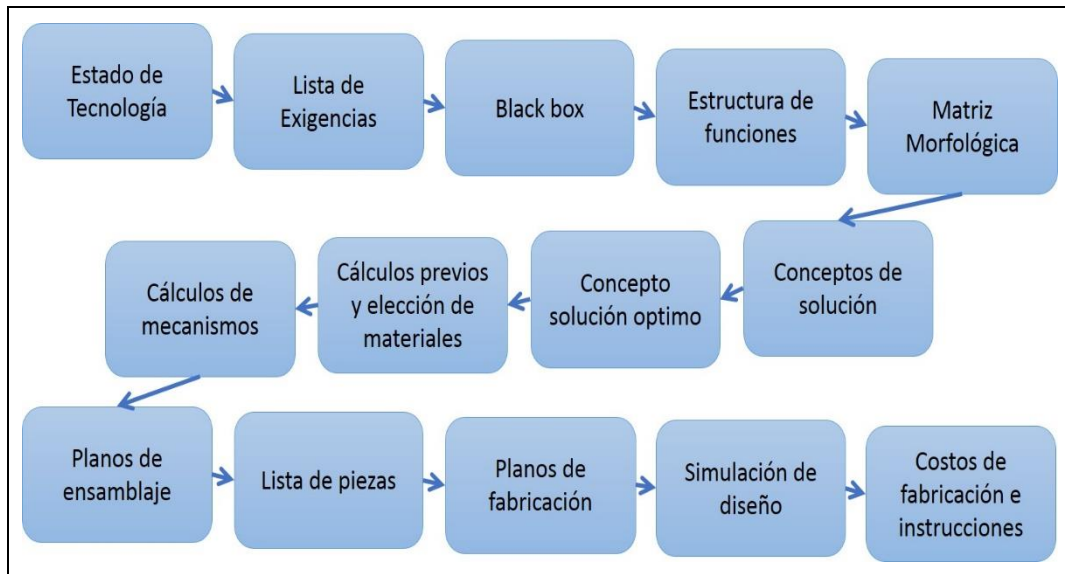 Estado de
Tecnología
Lista de
Exigencias
Black box
Estructura de
funciones
Matriz
Morfológica
Conceptos de
solución
Concepto
solución optimo
Cálculos previos
y elección de
materiales
Cálculos de
mecanismos
Planos de
ensamblaje
Lista de piezas
Planos de
fabricación
Simulación de
diseño
Costos de
fabricación e
instrucciones